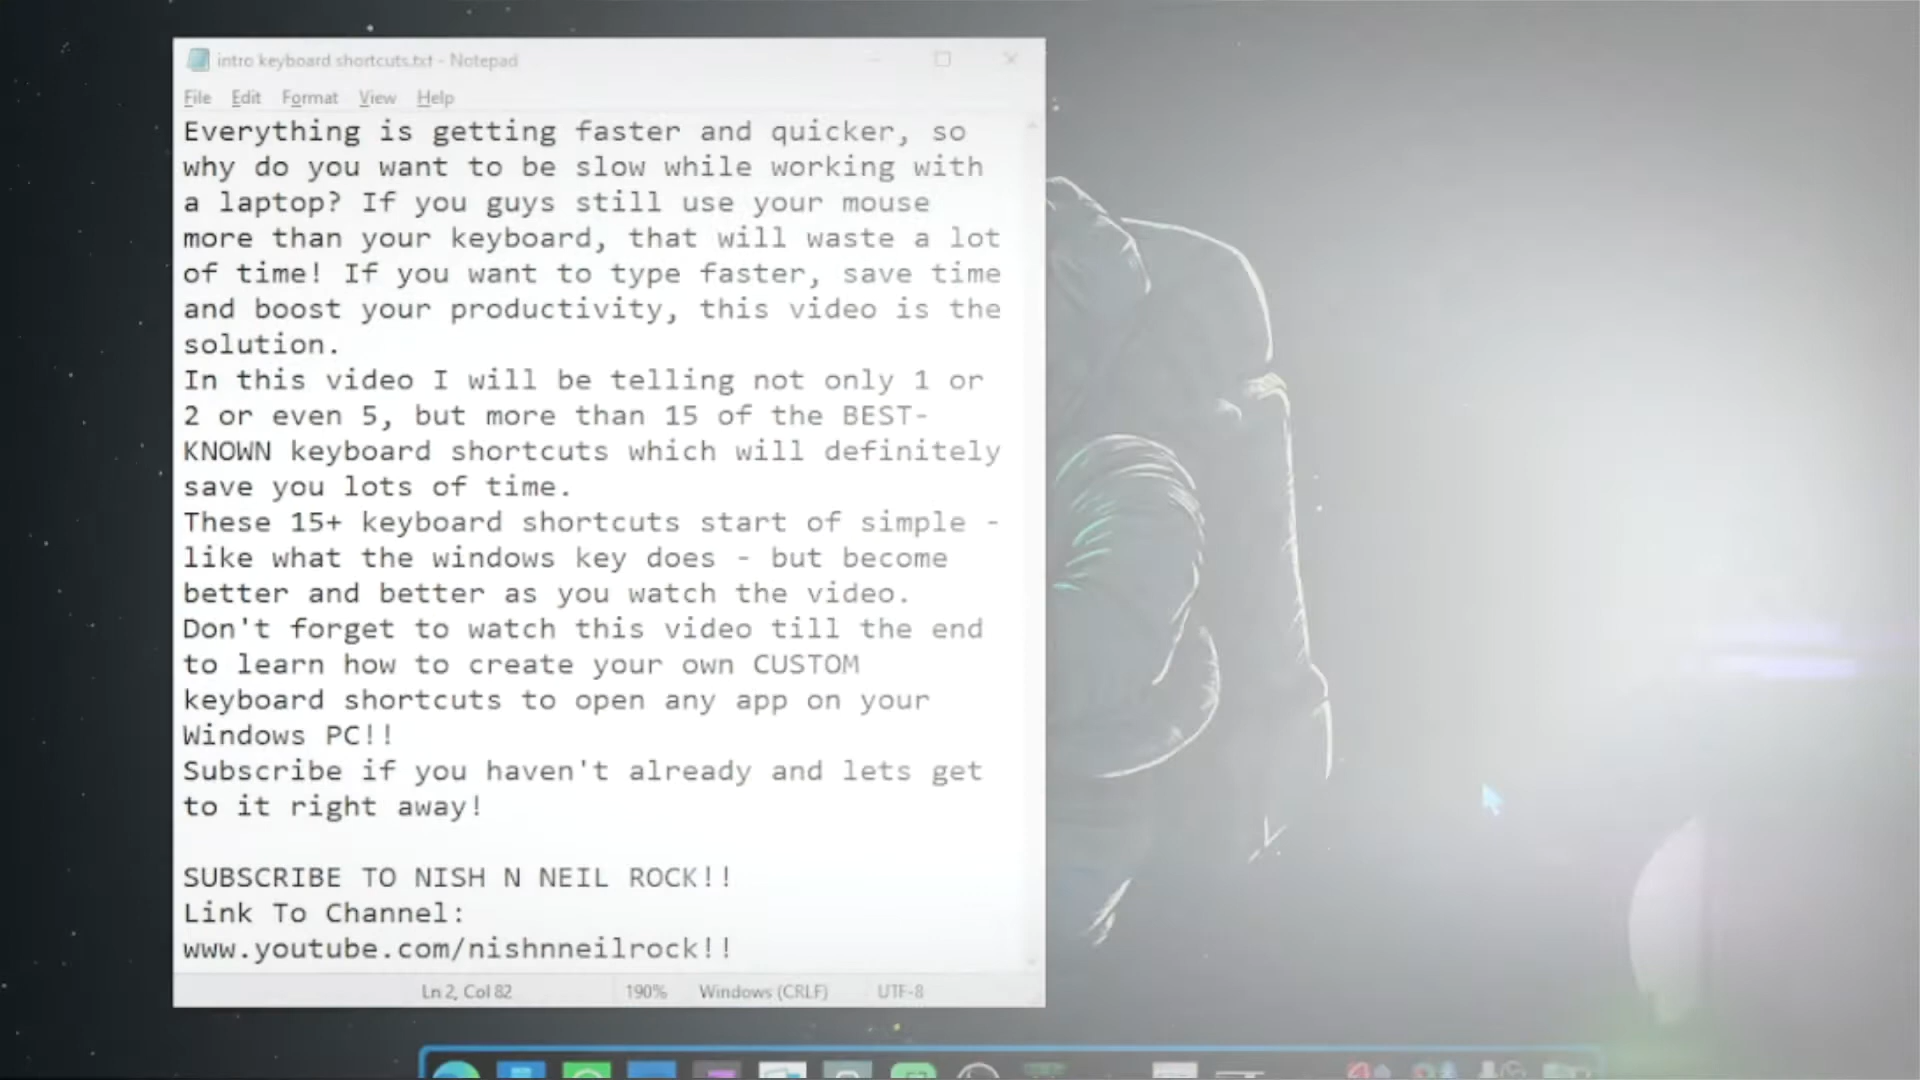 intro keyboard shortcuts.txt - Notepad
File Edit Format View Help
Everything is getting faster and quicker, so
why do you want to be slow while working with
a laptop? If you guys still use your mouse
more than your keyboard, that will waste a lot
of time! If you want to type faster, save time
and boost your productivity, this video is the
solution.
In this video I will be telling not only 1 or
2 or even 5, but more than 15 of the BEST-
KNOWN keyboard shortcuts which will definitely
save you lots of time.
These 15+ keyboard shortcuts start of simple -
like what the windows key does - but become
better and better as you watch the video.
Don't forget to watch this video till the end
to learn how to create your own CUSTOM
keyboard shortcuts to open any app on your
Windows PC!!
Subscribe if you haven't already and lets get
to it right away!
SUBSCRIBE TO NISH N NEIL ROCK!!
Link To Channel:
www.youtube.com/nishnneilrock!!
Ln 2, Col 82 190% Windows (CRLF) UTF-8